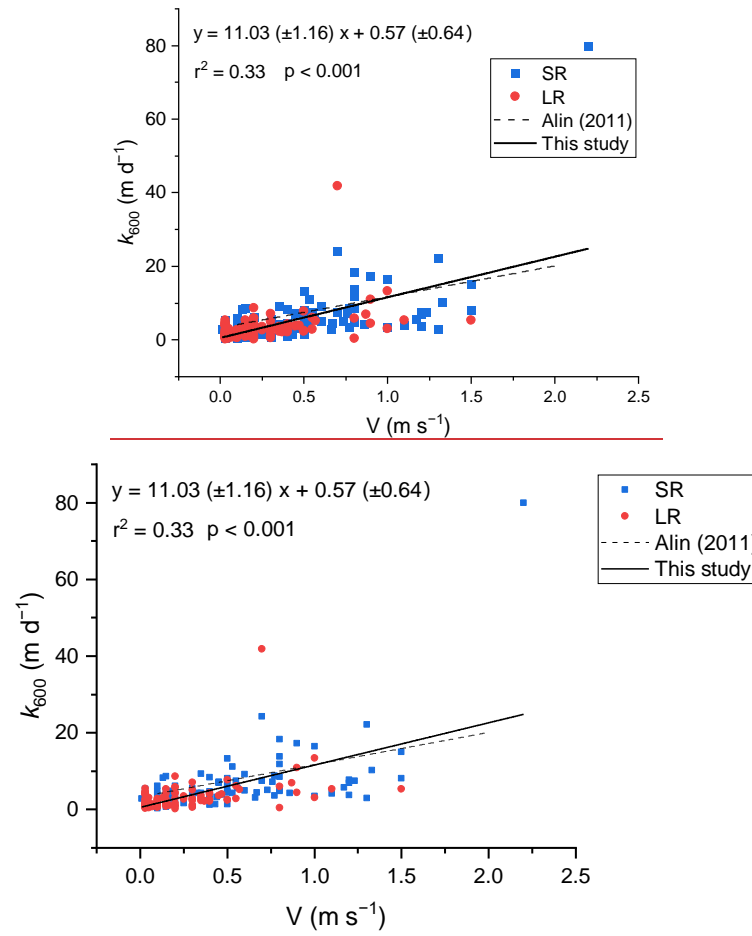 y = 11.03 (±1.16) x + 0.57 (±0.64)
r² = 0.33 p < 0.001
SR
LR
Alin (2011)
This study
80
60
40
20
0
k₆₀₀ (m d⁻¹)
0.0 0.5 1.0 1.5 2.0 2.5
V (m s⁻¹)
y = 11.03 (±1.16) x + 0.57 (±0.64)
r² = 0.33 p < 0.001
SR
LR
Alin (2011)
This study
80
60
40
20
0
k₆₀₀ (m d⁻¹)
0.0 0.5 1.0 1.5 2.0 2.5
V (m s⁻¹)